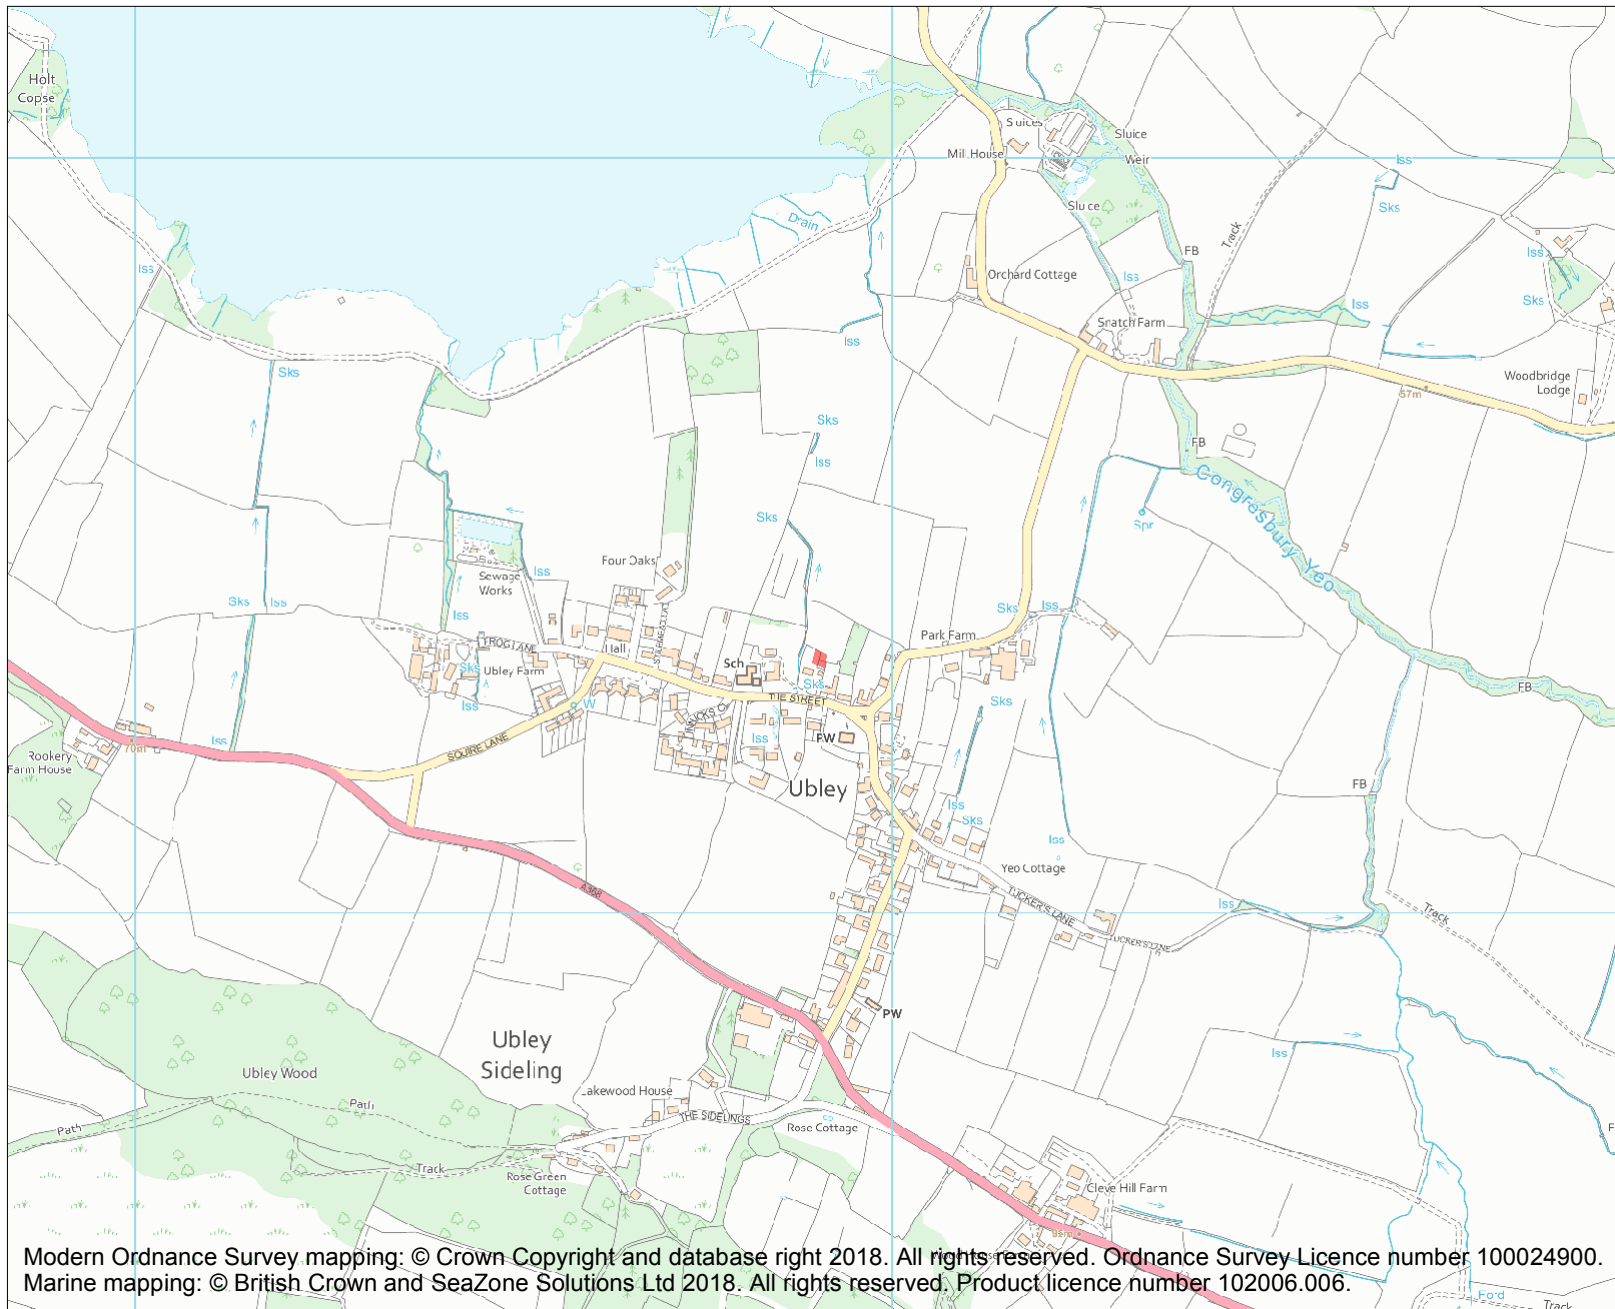 Holt
Copse
Sluices
Sluice
Mill House
Weir
Iss
Sluice
Sks
Drain
Track
FB
Iss
Iss
Orchard Cottage
Iss
Iss
Sks
Snatch Farm
Iss
Sks
Woodbridge
Lodge
57m
Sks
FB
Iss
Congresbury Yeo
Sks
Spr
Four Oaks
Iss
Sewage
Works
Sks
Iss
Sks
Iss
Iss
Park Farm
FROG LANE
Hall
Sch
Sks
Ubley Farm
Sks
FB
THE STREET
Iss
W
Sks
Iss
70m
Iss
PW
SQUIRE LANE
Rookery
Farm House
Ubley
FB
Iss
Sks
Iss
Yeo Cottage
A368
TUCKER'S LANE
Iss
Track
TUCKER'S LANE
PW
Ubley
Sideling
Iss
Ubley Wood
Lakewood House
Path
THE SIDELINGS
Path
Rose Cottage
Track
Rose Green
Cottage
Cleve Hill Farm
91m
Modern Ordnance Survey mapping: © Crown Copyright and database right 2018. All rights reserved. Ordnance Survey Licence number 100024900.
Marine mapping: © British Crown and SeaZone Solutions Ltd 2018. All rights reserved. Product licence number 102006.006.
Ford
Track